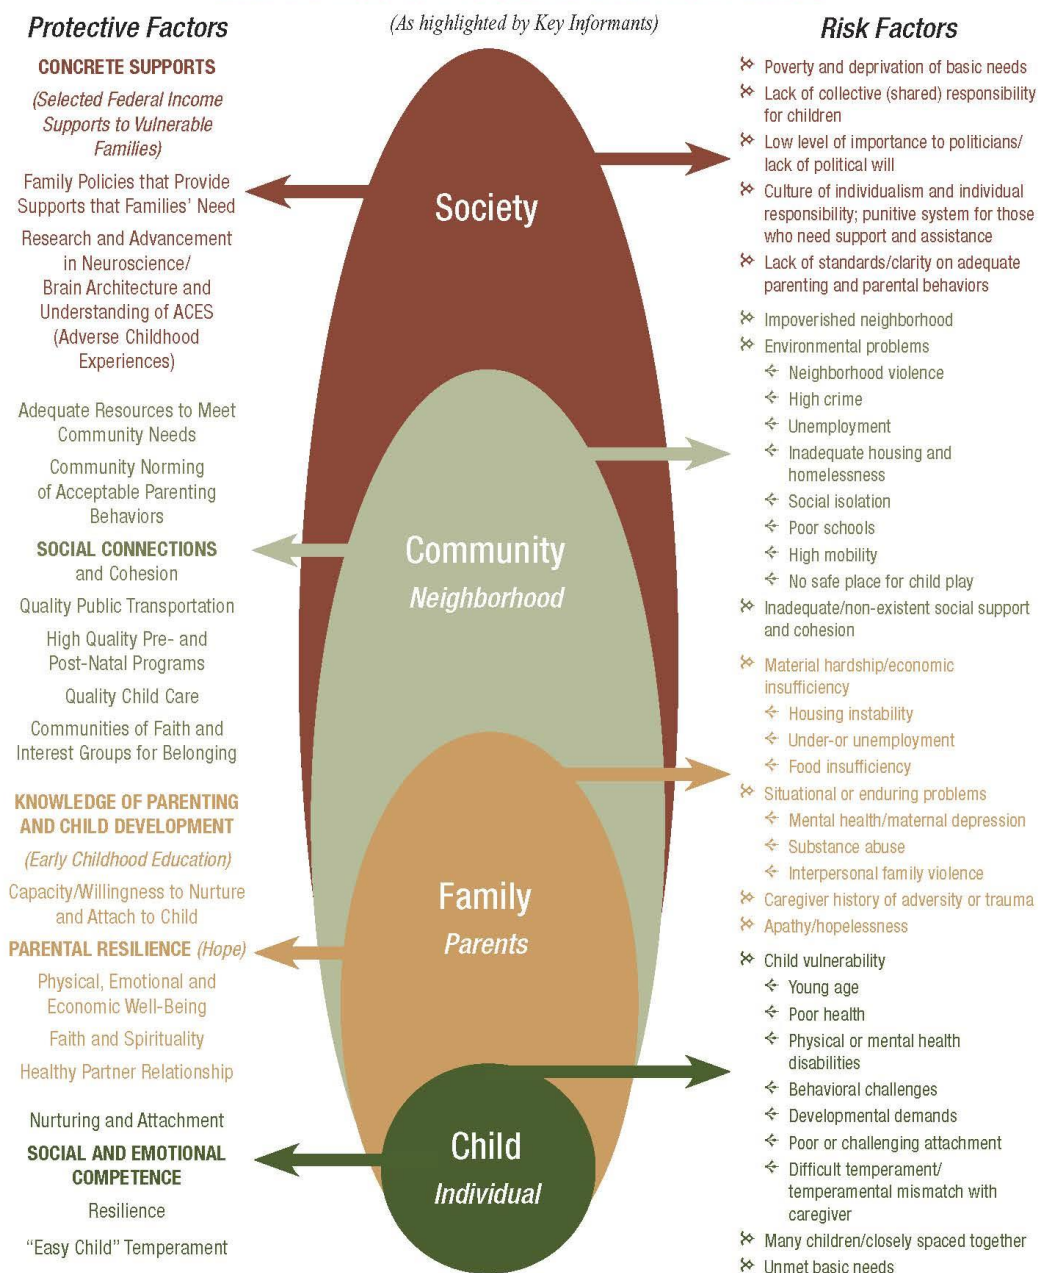 Protective Factors
(As highlighted by Key Informants)
Risk Factors
CONCRETE SUPPORTS
(Selected Federal Income
Supports to Vulnerable
Families)
Family Policies that Provide
Supports that Families' Need
Research and Advancement
in Neuroscience/
Brain Architecture and
Understanding of ACES
(Adverse Childhood
Experiences)
Adequate Resources to Meet
Community Needs
Community Norming
of Acceptable Parenting
Behaviors
SOCIAL CONNECTIONS
and Cohesion
Quality Public Transportation
High Quality Pre- and
Post-Natal Programs
Quality Child Care
Communities of Faith and
Interest Groups for Belonging
KNOWLEDGE OF PARENTING
AND CHILD DEVELOPMENT
(Early Childhood Education)
Capacity/Willingness to Nurture
and Attach to Child
PARENTAL RESILIENCE (Hope)
Physical, Emotional and
Economic Well-Being
Faith and Spirituality
Healthy Partner Relationship
Nurturing and Attachment
SOCIAL AND EMOTIONAL
COMPETENCE
Resilience
“Easy Child” Temperament
Society
Community
Neighborhood
Family
Parents
Child
Individual
Poverty and deprivation of basic needs
Lack of collective (shared) responsibility
for children
Low level of importance to politicians/
lack of political will
Culture of individualism and individual
responsibility; punitive system for those
who need support and assistance
Lack of standards/clarity on adequate
parenting and parental behaviors
Impoverished neighborhood
Environmental problems
Neighborhood violence
High crime
Unemployment
Inadequate housing and
homelessness
Social isolation
Poor schools
High mobility
No safe place for child play
Inadequate/non-existent social support
and cohesion
Material hardship/economic
insufficiency
Housing instability
Under-or unemployment
Food insufficiency
Situational or enduring problems
Mental health/maternal depression
Substance abuse
Interpersonal family violence
Caregiver history of adversity or trauma
Apathy/hopelessness
Child vulnerability
Young age
Poor health
Physical or mental health
disabilities
Behavioral challenges
Developmental demands
Poor or challenging attachment
Difficult temperament/
temperamental mismatch with
caregiver
Many children/closely spaced together
Unmet basic needs